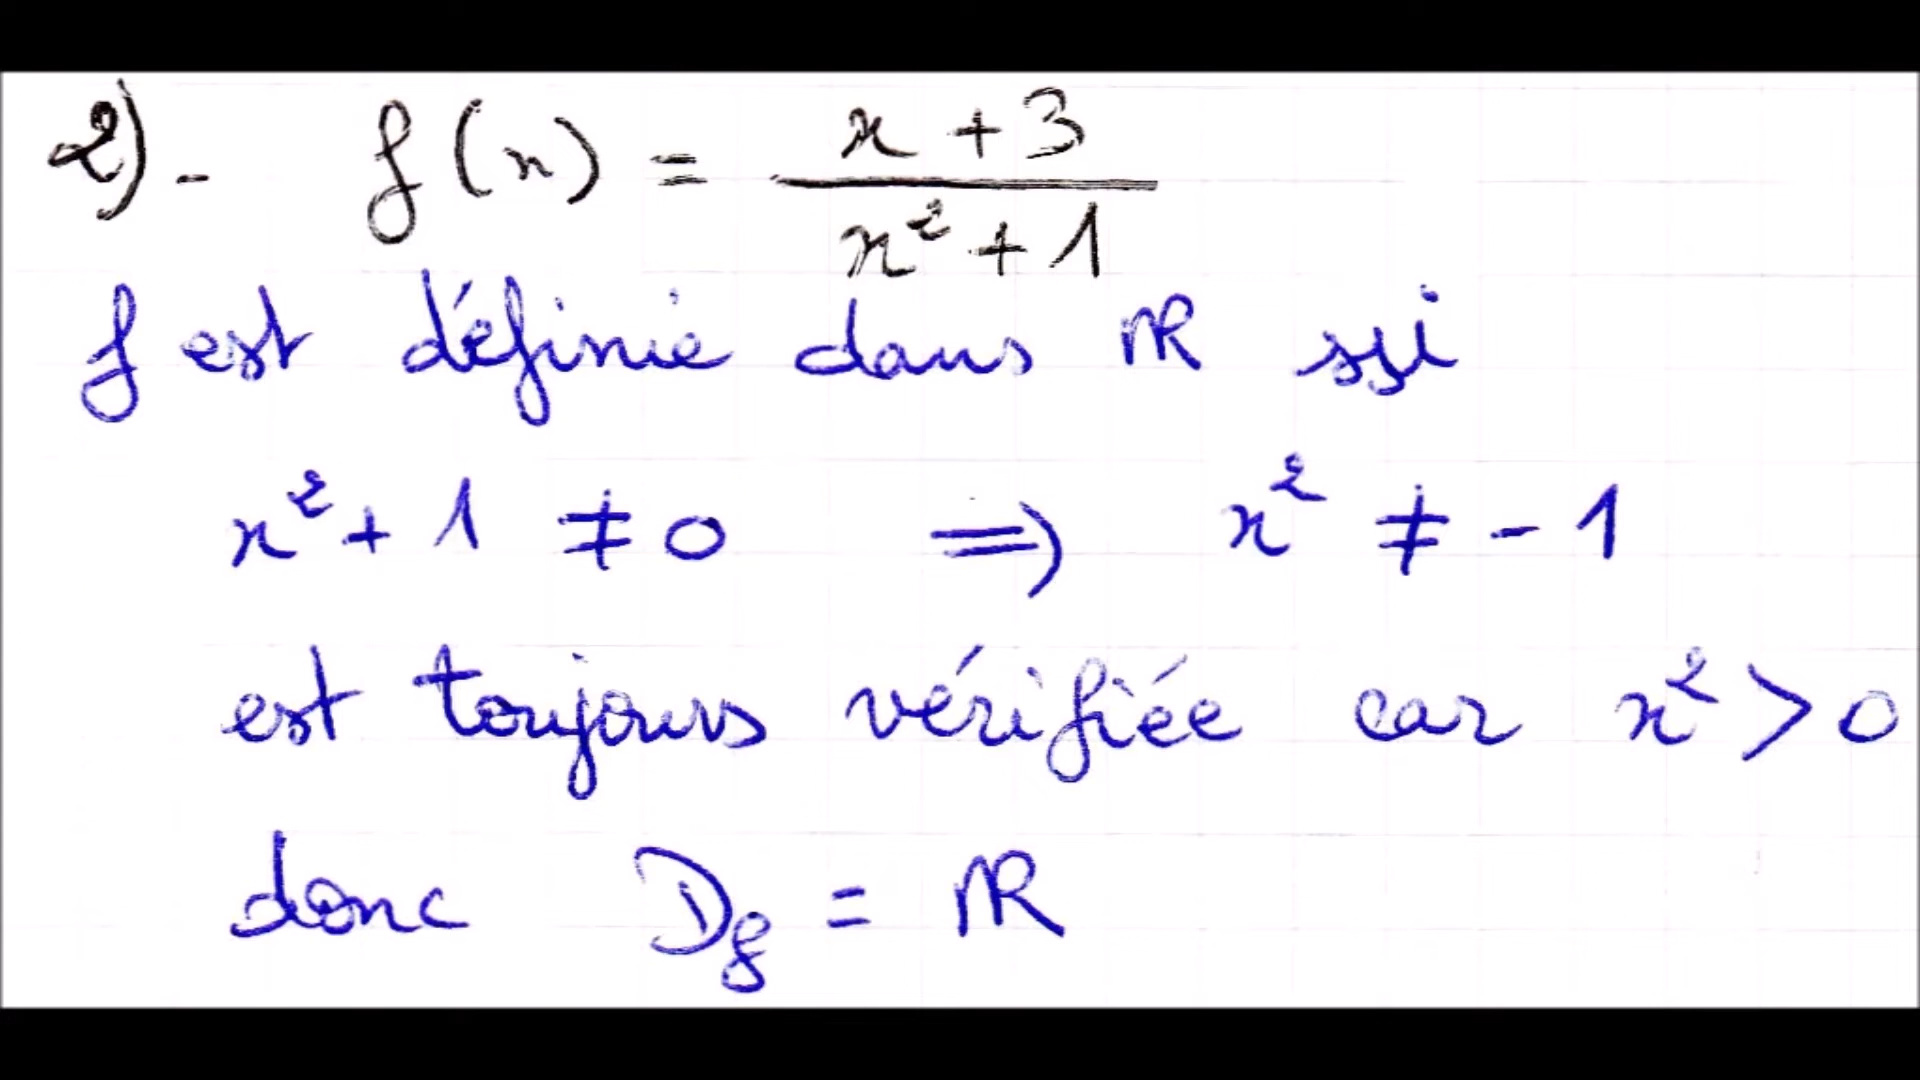 2)- f(x) = x + 3 / x² + 1
f est définie dans ℝ ssi
x² + 1 ≠ 0 ⇒ x² ≠ - 1
est toujours vérifiée car x² > 0
donc Df = ℝ